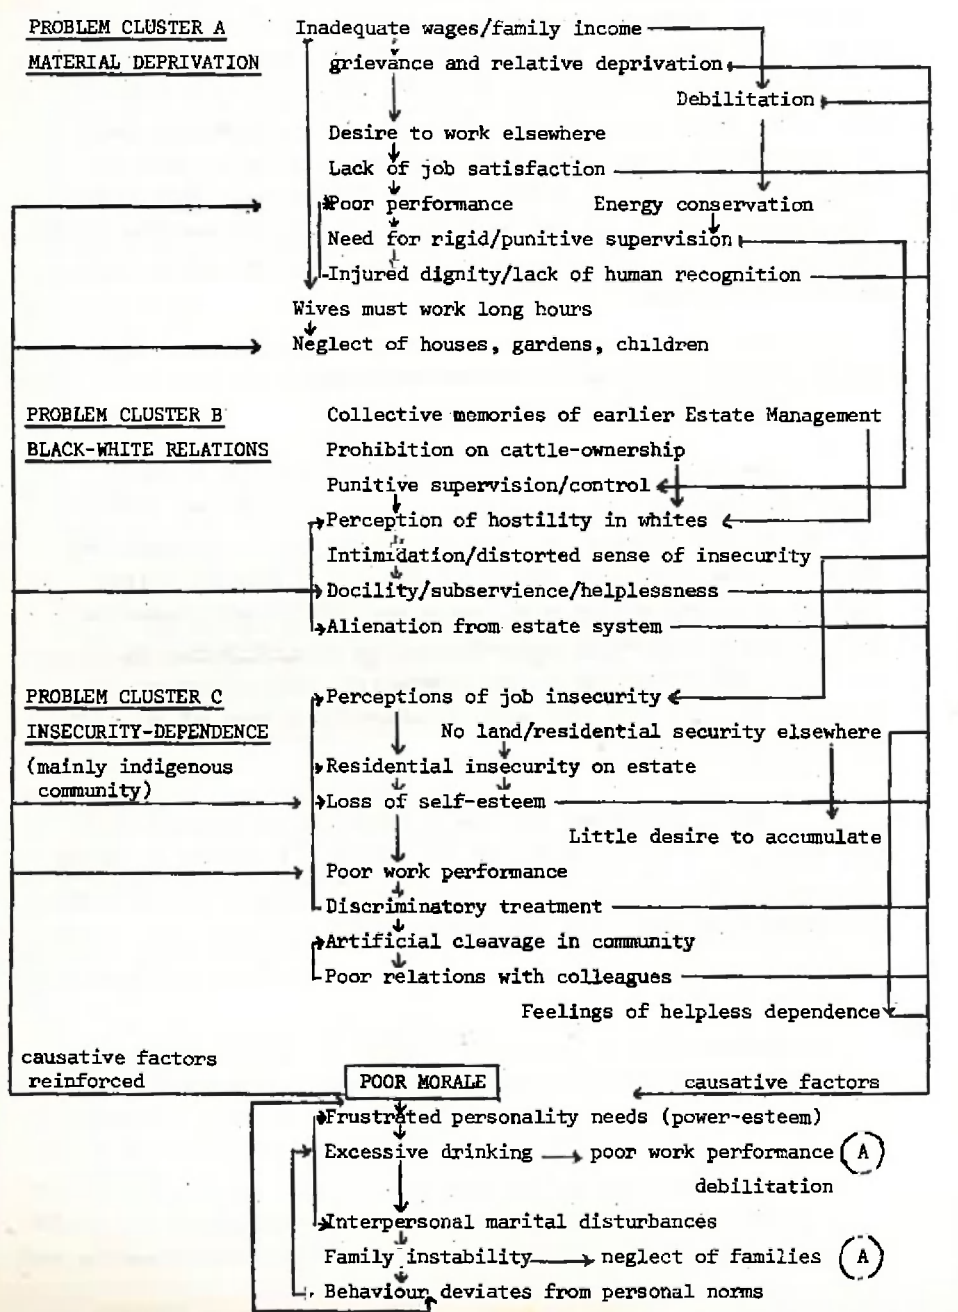 PROBLEM CLUSTER A
MATERIAL DEPRIVATION
Inadequate wages/family income
grievance and relative deprivation
Debilitation
Desire to work elsewhere
Lack of job satisfaction
Poor performance
Energy conservation
Need for rigid/punitive supervision
Injured dignity/lack of human recognition
Wives must work long hours
Neglect of houses, gardens, children
PROBLEM CLUSTER B
BLACK-WHITE RELATIONS
Collective memories of earlier Estate Management
Prohibition on cattle-ownership
Punitive supervision/control
Perception of hostility in whites
Intimidation/distorted sense of insecurity
Docility/subservience/helplessness
Alienation from estate system
PROBLEM CLUSTER C
INSECURITY-DEPENDENCE
(mainly indigenous
community)
Perceptions of job insecurity
No land/residential security elsewhere
Residential insecurity on estate
Loss of self-esteem
Little desire to accumulate
Poor work performance
Discriminatory treatment
Artificial cleavage in community
Poor relations with colleagues
Feelings of helpless dependence
causative factors
reinforced
POOR MORALE
causative factors
Frustrated personality needs (power-esteem)
Excessive drinking poor work performance A
debilitation
Interpersonal marital disturbances
Family instability neglect of families A
Behaviour deviates from personal norms